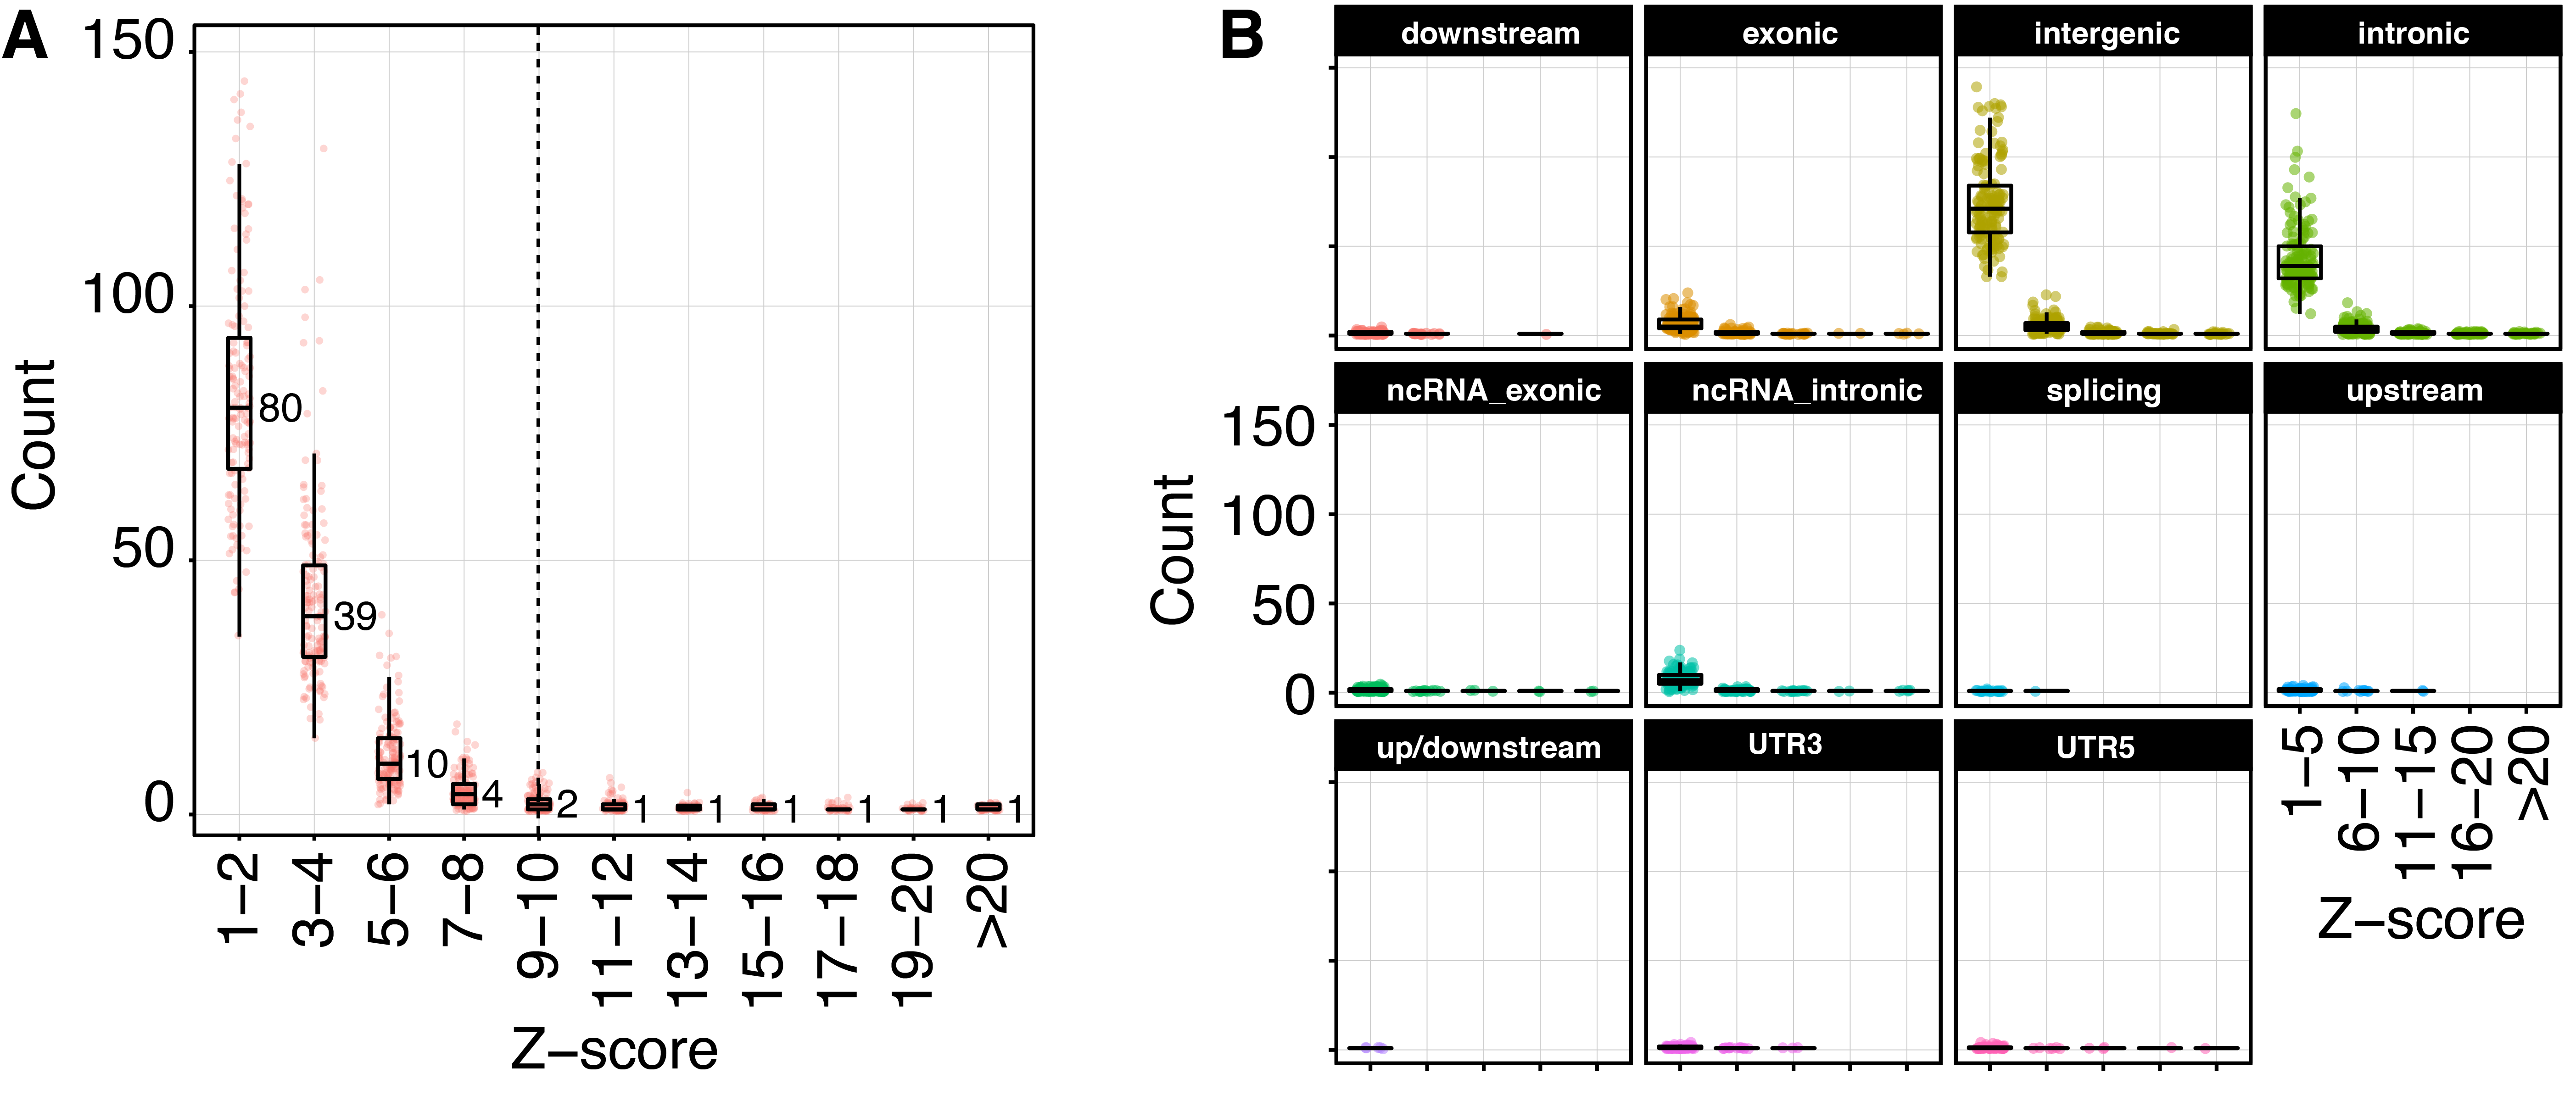 A
150
100
50
0
Count
80
39
10
4
2
1
1
1
1
1
1
1–2
3–4
5–6
7–8
9–10
11–12
13–14
15–16
17–18
19–20
>20
Z–score
B
downstream
exonic
intergenic
intronic
ncRNA_exonic
ncRNA_intronic
splicing
upstream
150
100
50
0
Count
up/downstream
UTR3
UTR5
1–5
6–10
11–15
16–20
>20
Z–score